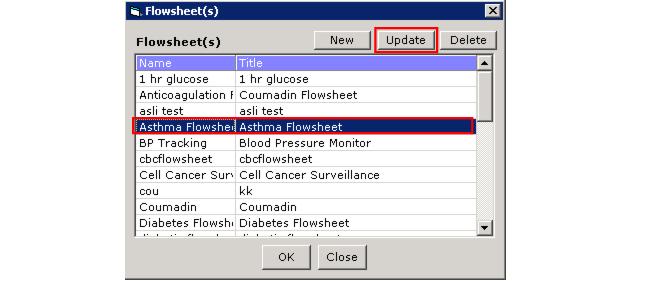 Flowsheet(s)
Flowsheet(s) New Update Delete
Name Title
1 hr glucose 1 hr glucose
Anticoagulation Coumadin Flowsheet
asli test asli test
Asthma Flowshee Asthma Flowsheet
BP Tracking Blood Pressure Monitor
cbcflowsheet cbcflowsheet
Cell Cancer Surv Cell Cancer Surveillance
cou kk
Coumadin Coumadin
Diabetes Flowsh Diabetes Flowsheet
OK Close